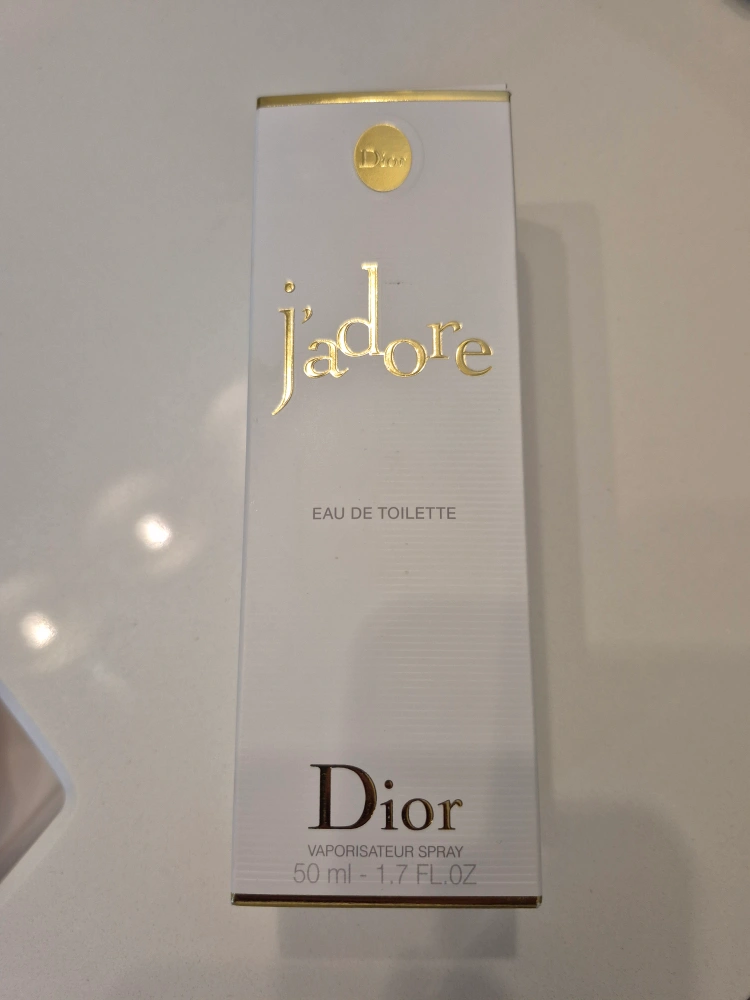 Dior
j'adore
EAU DE TOILETTE
Dior
VAPORISATEUR SPRAY
50 ml - 1.7 FL.OZ